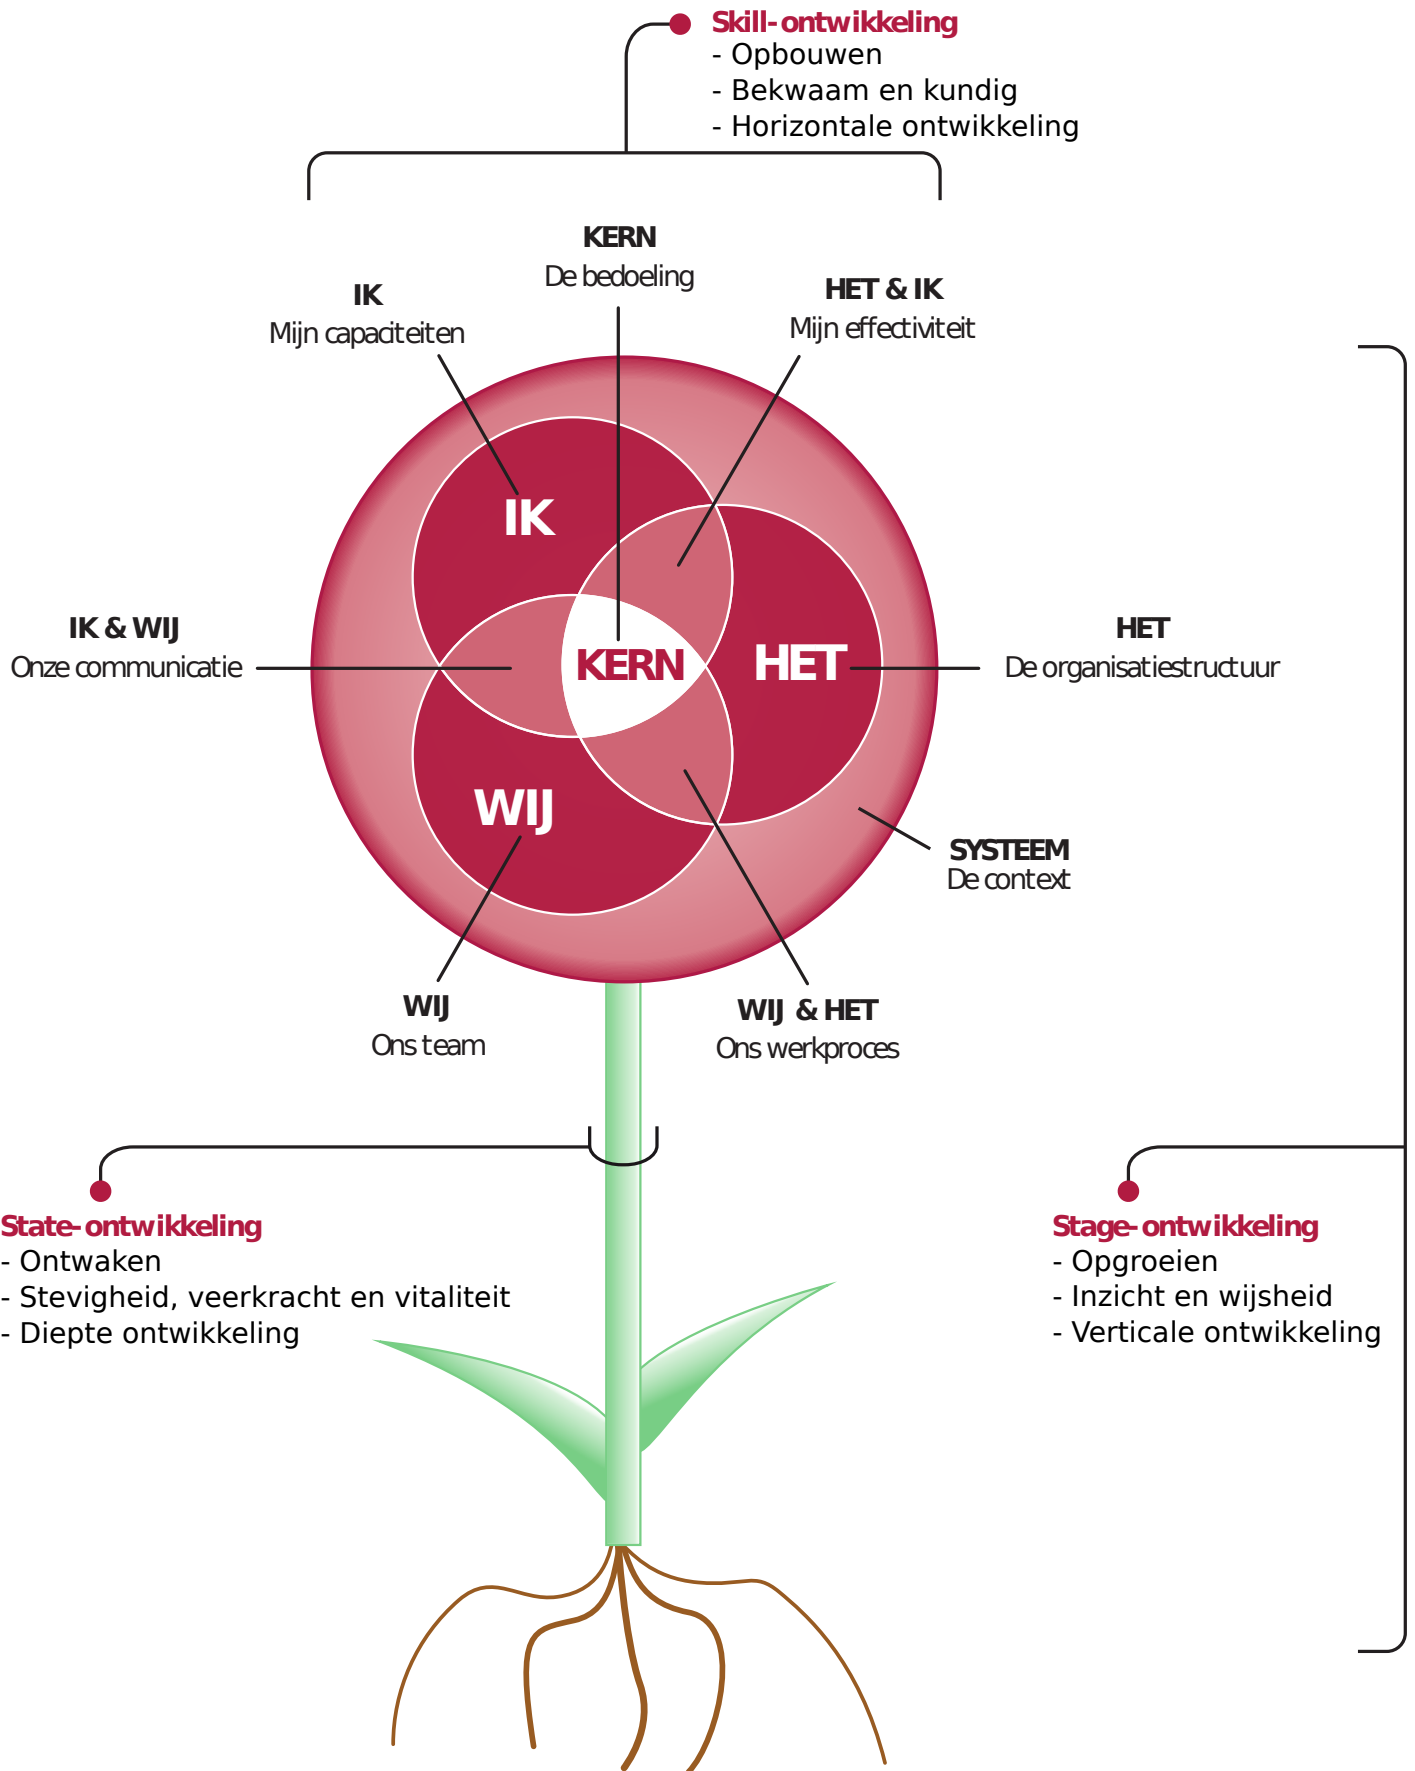 Skill-ontwikkeling
- Opbouwen
- Bekwaam en kundig
- Horizontale ontwikkeling
KERN
De bedoeling
IK
Mijn capaciteiten
HET & IK
Mijn effectiviteit
IK
IK & WIJ
Onze communicatie
KERN
HET
HET
De organisatiestructuur
WIJ
SYSTEEM
De context
WIJ
Ons team
WIJ & HET
Ons werkproces
State-ontwikkeling
- Ontwaken
- Stevigheid, veerkracht en vitaliteit
- Diepte ontwikkeling
Stage-ontwikkeling
- Opgroeien
- Inzicht en wijsheid
- Verticale ontwikkeling